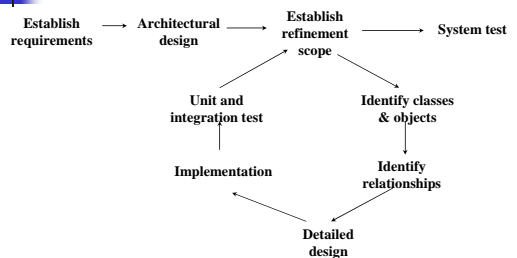 Establish
requirements
Architectural
design
Establish
refinement
scope
System test
Unit and
integration test
Identify classes
& objects
Implementation
Identify
relationships
Detailed
design